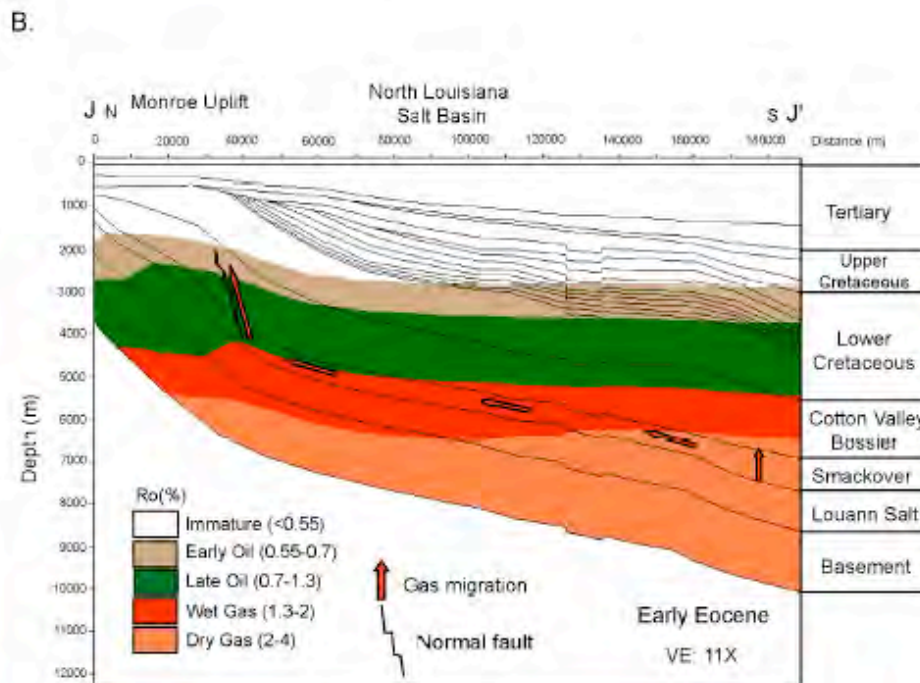 B.
North Louisiana
J N Monroe Uplift Salt Basin S J'
0 20000 40000 60000 80000 100000 120000 140000 160000 180000 Distance (m)
0
1000
2000
3000
4000
5000
6000
7000
8000
9000
10000
11000
12000
Depth (m)
Tertiary
Upper
Cretaceous
Lower
Cretaceous
Cotton Valley
Bossier
Smackover
Louann Salt
Basement
Ro(%)
Immature (<0.55)
Early Oil (0.55-0.7)
Late Oil (0.7-1.3)
Wet Gas (1.3-2)
Dry Gas (2-4)
Gas migration
Normal fault
Early Eocene
VE: 11X